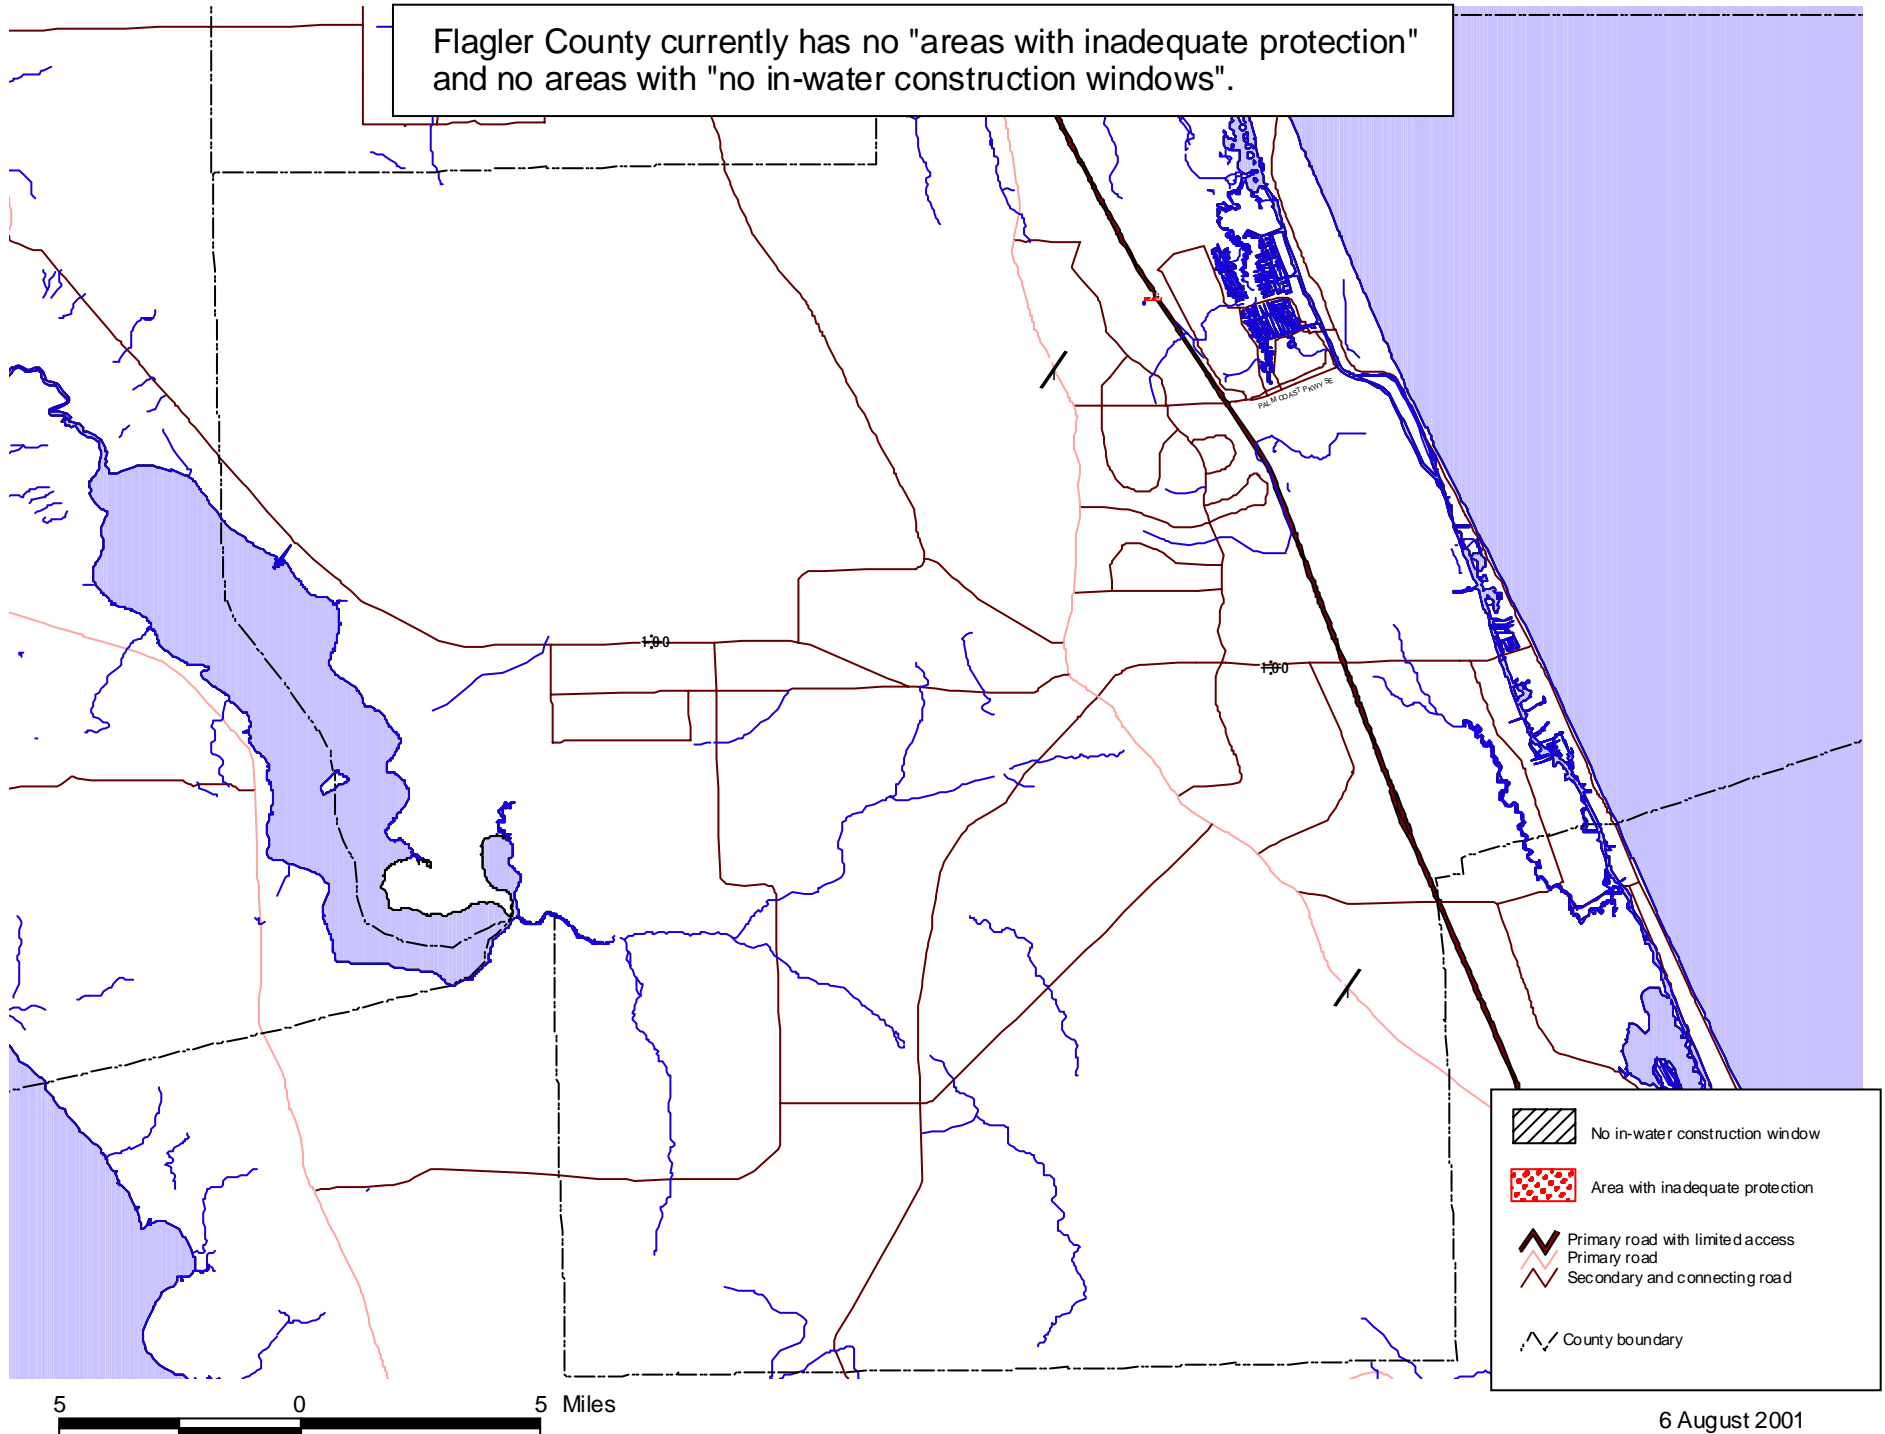 Flagler County currently has no "areas with inadequate protection"
and no areas with "no in-water construction windows".
PALM COAST PKWY SE
100
100
1
1
No in-water construction window
Area with inadequate protection
Primary road with limited access
Primary road
Secondary and connecting road
County boundary
5 0 5 Miles
6 August 2001